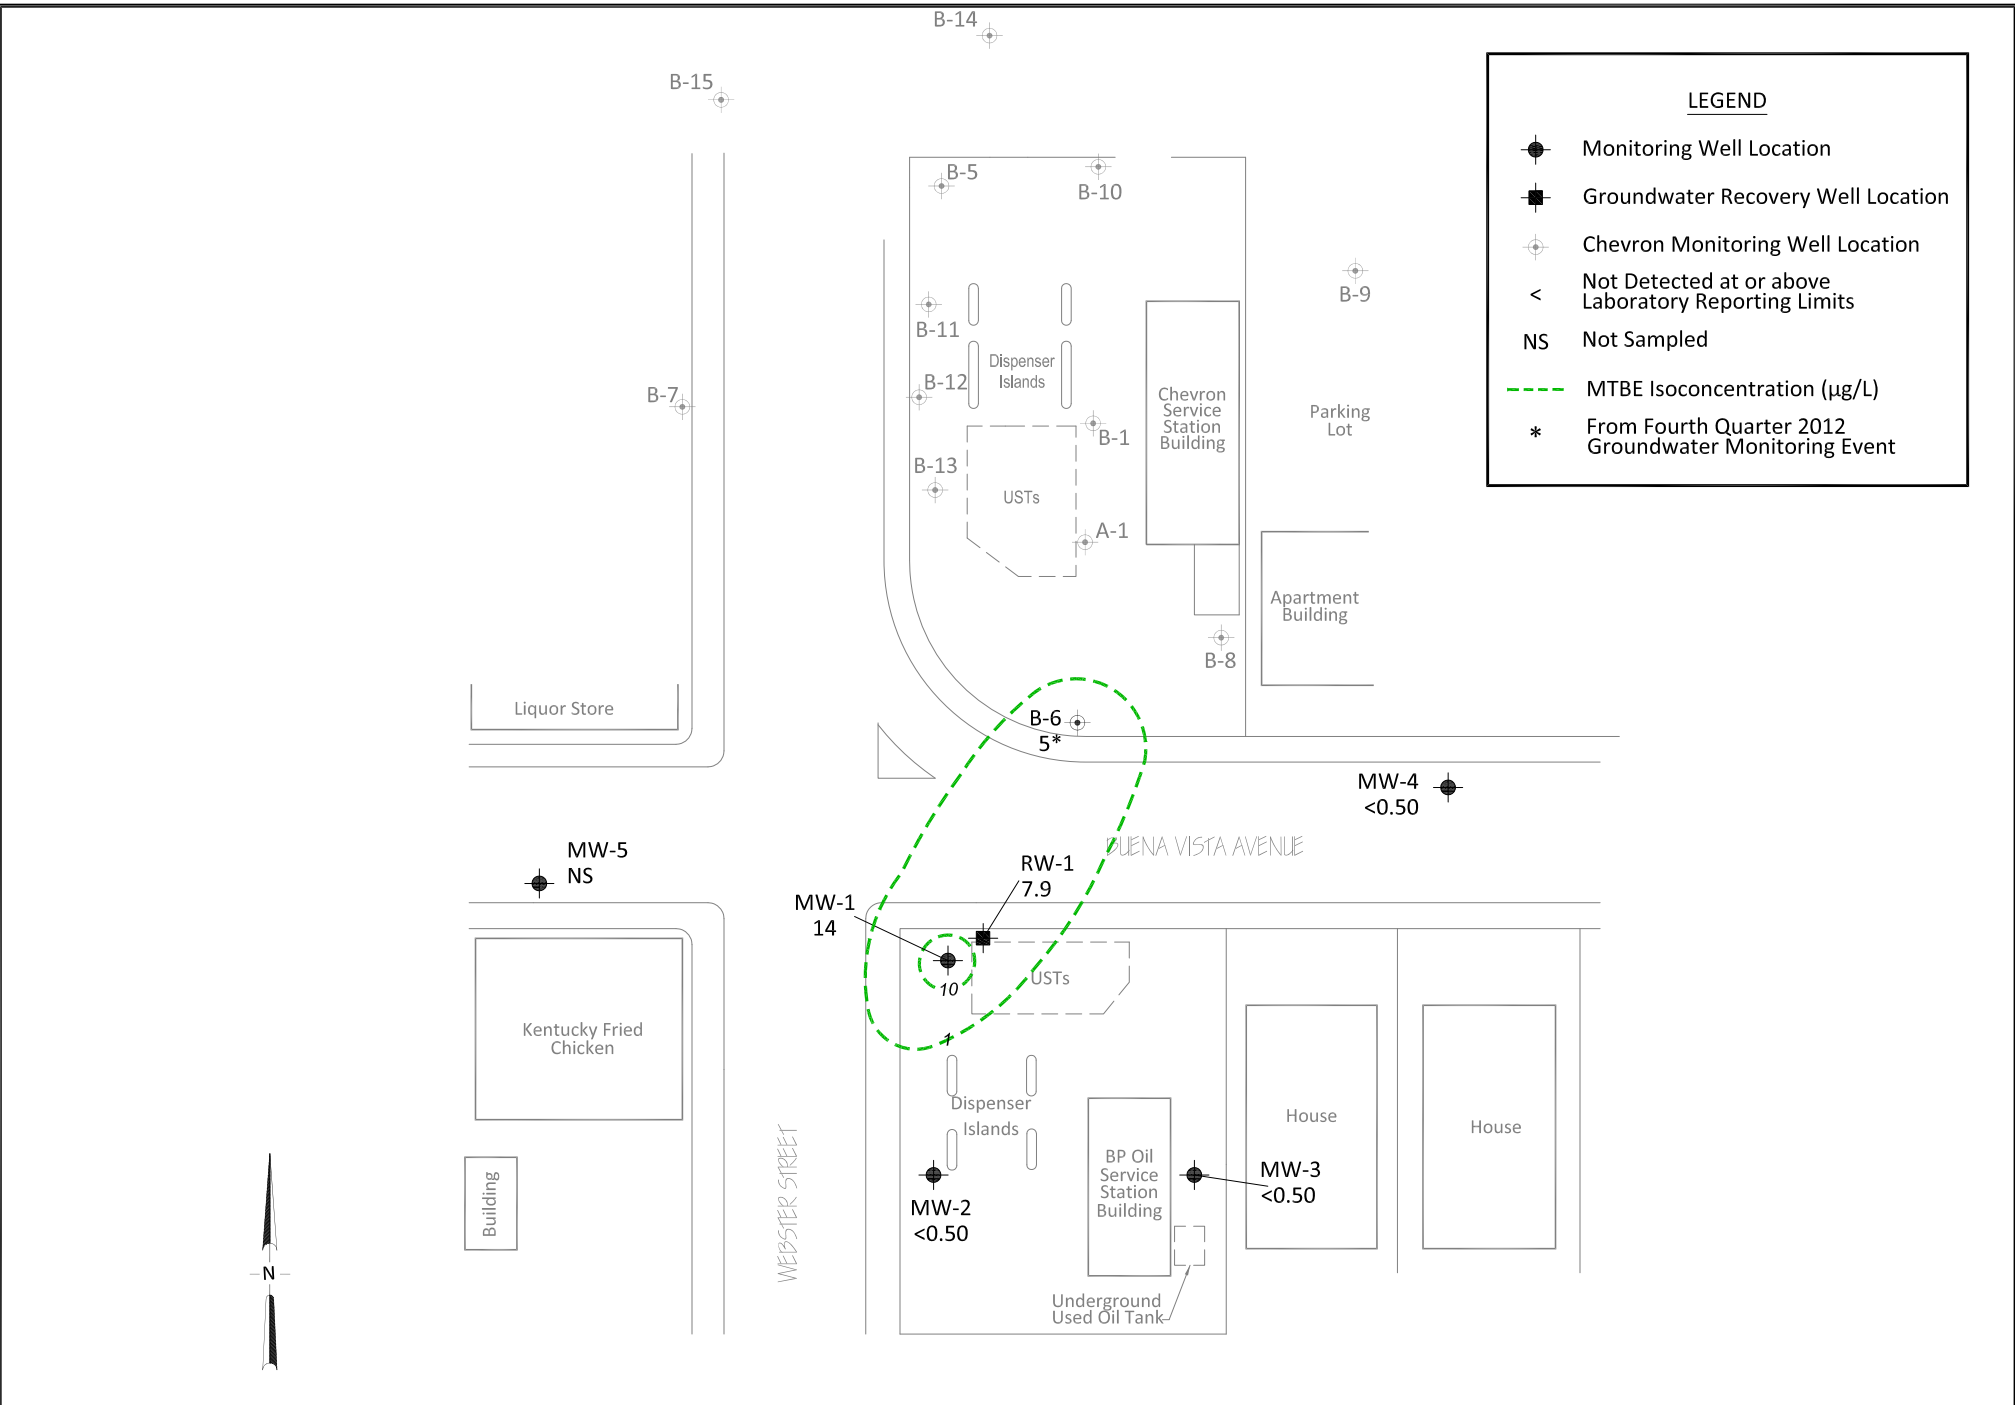 B-14
B-15
LEGEND
Monitoring Well Location
Groundwater Recovery Well Location
Chevron Monitoring Well Location
< Not Detected at or above
Laboratory Reporting Limits
NS Not Sampled
MTBE Isoconcentration (µg/L)
* From Fourth Quarter 2012
Groundwater Monitoring Event
B-5
B-10
B-9
B-11
Dispenser
Islands
B-12
B-7
Chevron
Service
Station
Building
Parking
Lot
B-1
B-13
USTs
A-1
Apartment
Building
B-8
Liquor Store
B-6
5*
MW-4
<0.50
BUENA VISTA AVENUE
MW-5
NS
RW-1
7.9
MW-1
14
USTs
10
1
Kentucky Fried
Chicken
Dispenser
Islands
House
House
BP Oil
Service
Station
Building
MW-3
<0.50
MW-2
<0.50
WEBSTER STREET
Building
N
Underground
Used Oil Tank